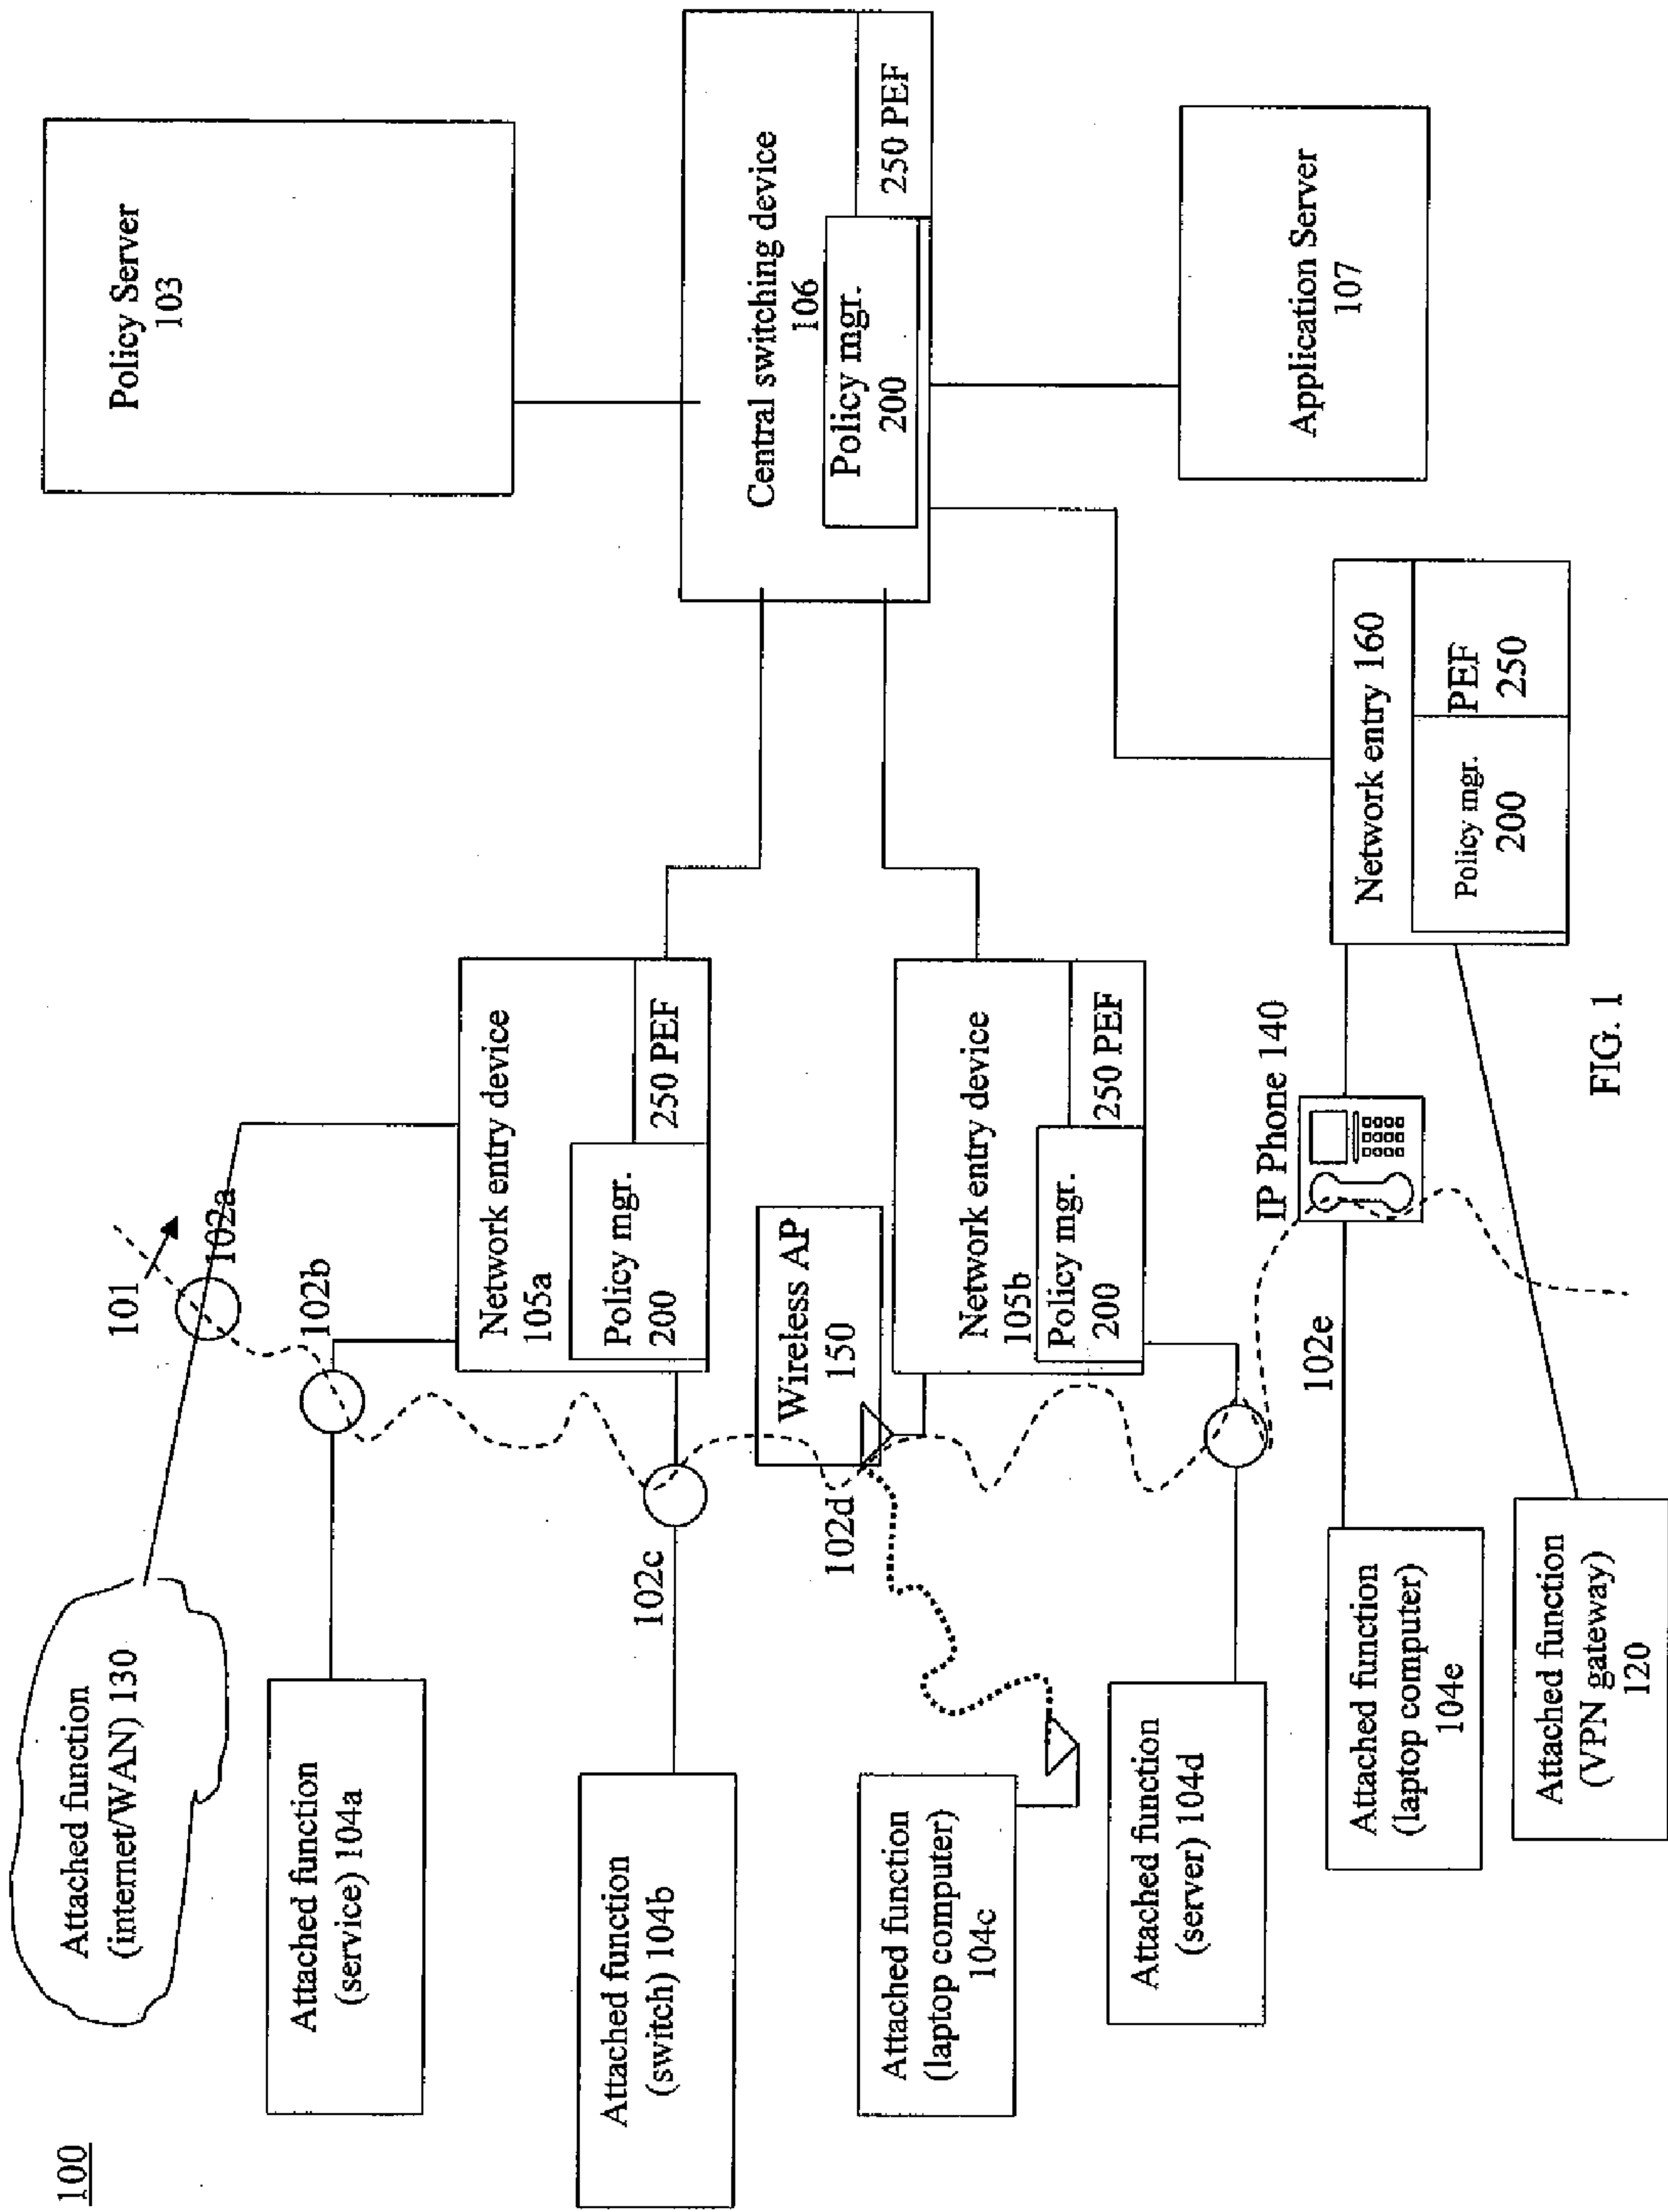 100
Attached function
(internet/WAN) 130
101
102a
Attached function
(service) 104a
102b
Attached function
(switch) 104b
102c
Network entry device
105a
Policy mgr.
200
250 PEF
Policy Server
103
Central switching device
106
Policy mgr.
200
250 PEF
Application Server
107
Wireless AP
150
102d
Attached function
(laptop computer)
104c
Network entry device
105b
Policy mgr.
200
250 PEF
Attached function
(server) 104d
IP Phone 140
102e
Attached function
(laptop computer)
104e
Network entry 160
Policy mgr.
200
PEF
250
Attached function
(VPN gateway)
120
FIG. 1